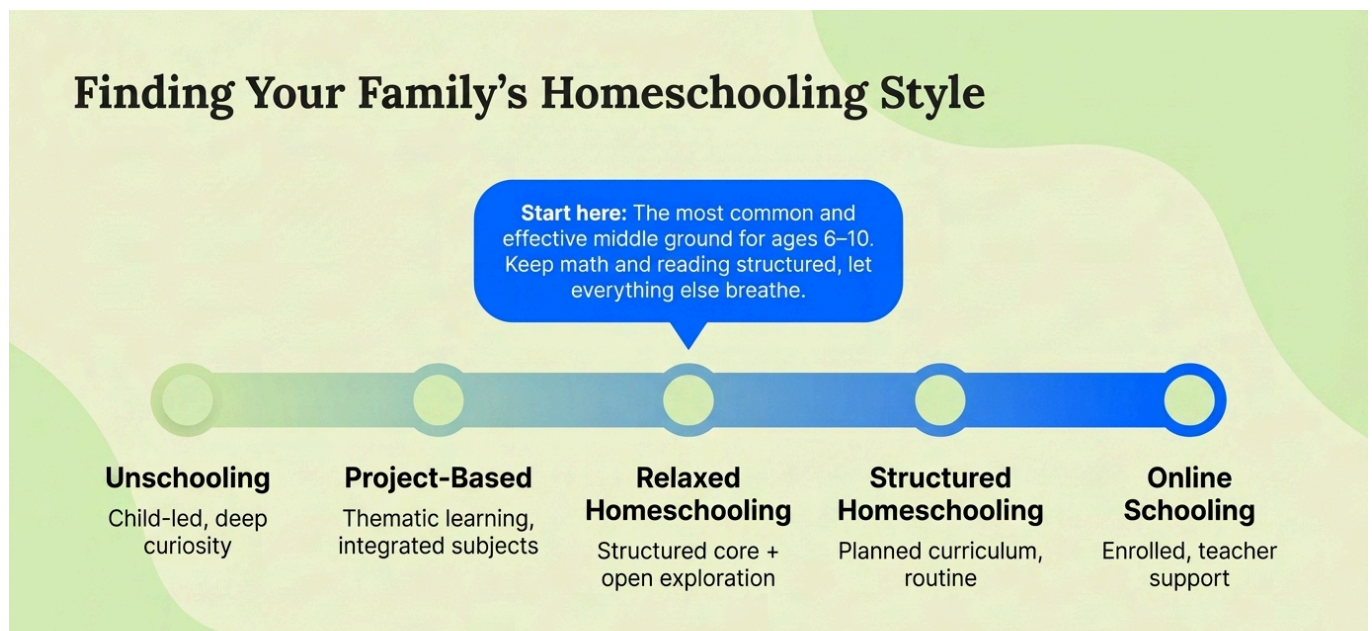 Finding Your Family’s Homeschooling Style
Start here: The most common and
effective middle ground for ages 6–10.
Keep math and reading structured, let
everything else breathe.
Unschooling
Child-led, deep
curiosity
Project-Based
Thematic learning,
integrated subjects
Relaxed
Homeschooling
Structured core +
open exploration
Structured
Homeschooling
Planned curriculum,
routine
Online
Schooling
Enrolled, teacher
support